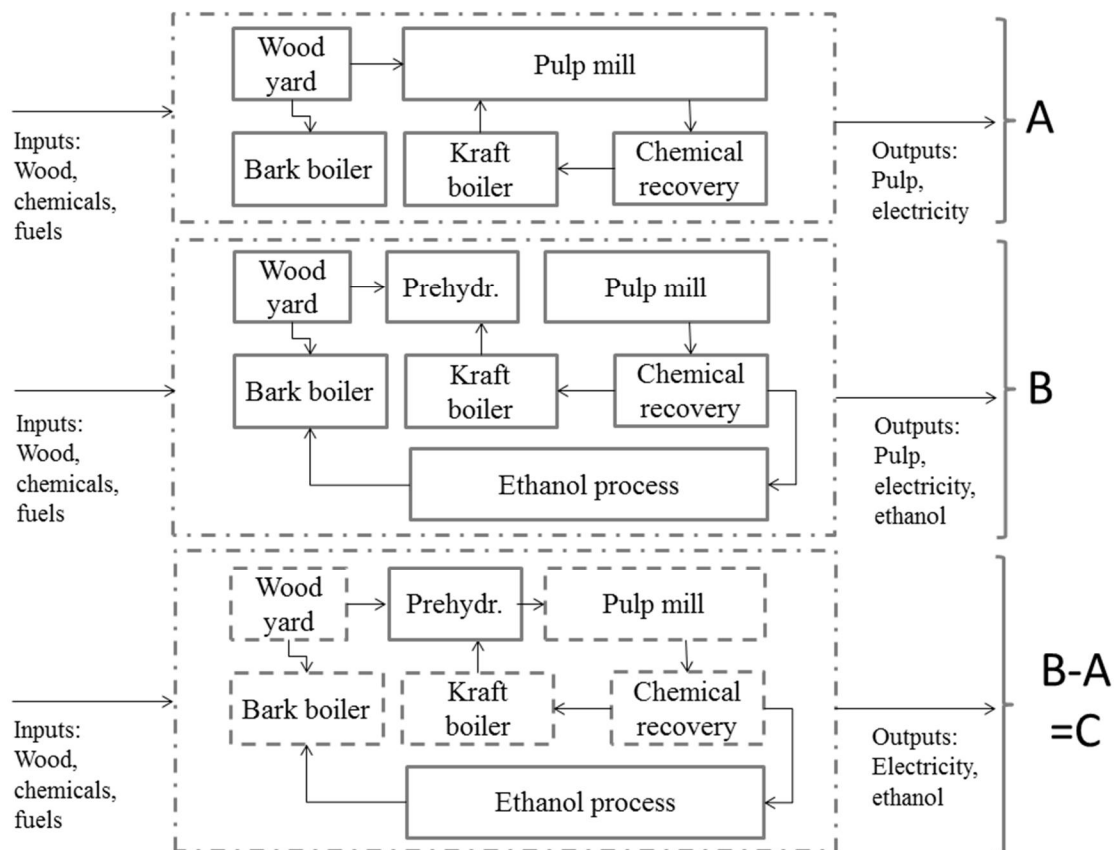 Wood
yard
Pulp mill
Bark boiler
Kraft
boiler
Chemical
recovery
Inputs:
Wood,
chemicals,
fuels
Outputs:
Pulp,
electricity
A
Wood
yard
Prehydr.
Pulp mill
Bark boiler
Kraft
boiler
Chemical
recovery
Ethanol process
Inputs:
Wood,
chemicals,
fuels
Outputs:
Pulp,
electricity,
ethanol
B
Wood
yard
Prehydr.
Pulp mill
Bark boiler
Kraft
boiler
Chemical
recovery
Ethanol process
Inputs:
Wood,
chemicals,
fuels
Outputs:
Electricity,
ethanol
B-A
=C